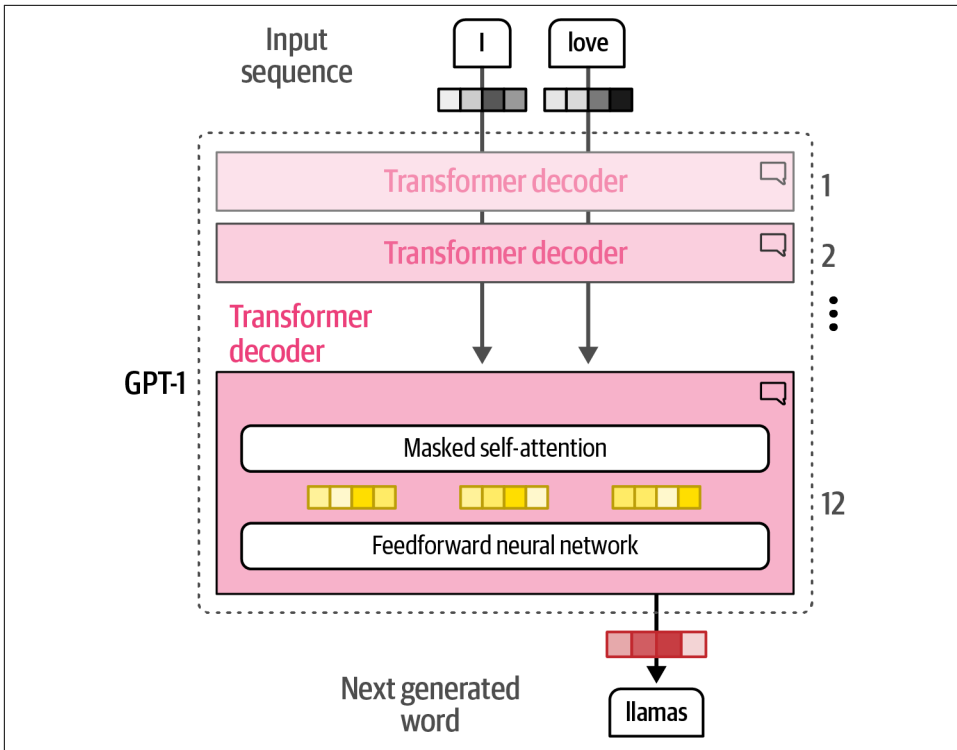 Input
sequence
I
love
Transformer decoder
1
Transformer decoder
2
Transformer
decoder
GPT-1
Masked self-attention
12
Feedforward neural network
Next generated
word
llamas